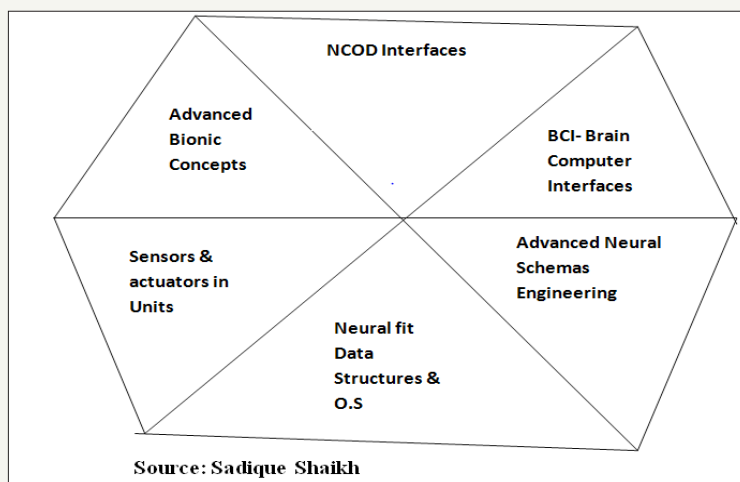 NCOD Interfaces
Advanced
Bionic
Concepts
BCI- Brain
Computer
Interfaces
Sensors &
actuators in
Units
Advanced Neural
Schemas
Engineering
Neural fit
Data
Structures &
O.S
Source: Sadique Shaikh